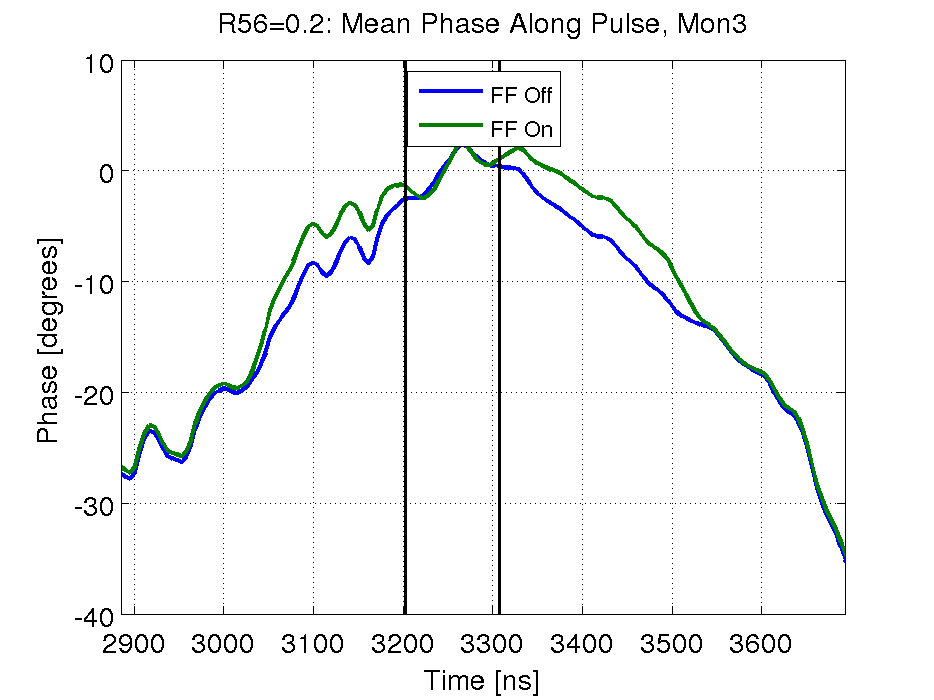 R56=0.2: Mean Phase Along Pulse, Mon3
10
0
-10
-20
-30
-40
Phase [degrees]
FF Off
FF On
2900 3000 3100 3200 3300 3400 3500 3600
Time [ns]